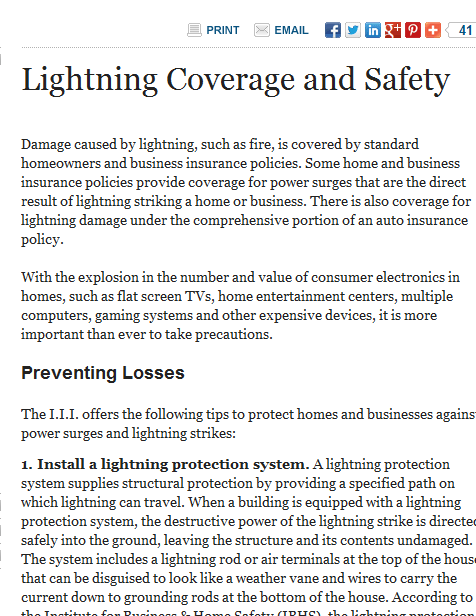 PRINT EMAIL 41
Lightning Coverage and Safety
Damage caused by lightning, such as fire, is covered by standard
homeowners and business insurance policies. Some home and business
insurance policies provide coverage for power surges that are the direct
result of lightning striking a home or business. There is also coverage for
lightning damage under the comprehensive portion of an auto insurance
policy.
With the explosion in the number and value of consumer electronics in
homes, such as flat screen TVs, home entertainment centers, multiple
computers, gaming systems and other expensive devices, it is more
important than ever to take precautions.
Preventing Losses
The I.I.I. offers the following tips to protect homes and businesses agains
power surges and lightning strikes:
1. Install a lightning protection system. A lightning protection
system supplies structural protection by providing a specified path on
which lightning can travel. When a building is equipped with a lightning
protection system, the destructive power of the lightning strike is directe
safely into the ground, leaving the structure and its contents undamaged.
The system includes a lightning rod or air terminals at the top of the hous
that can be disguised to look like a weather vane and wires to carry the
current down to grounding rods at the bottom of the house. According to
the Institute for Business & Home Safety (IBHS), the lightning protection